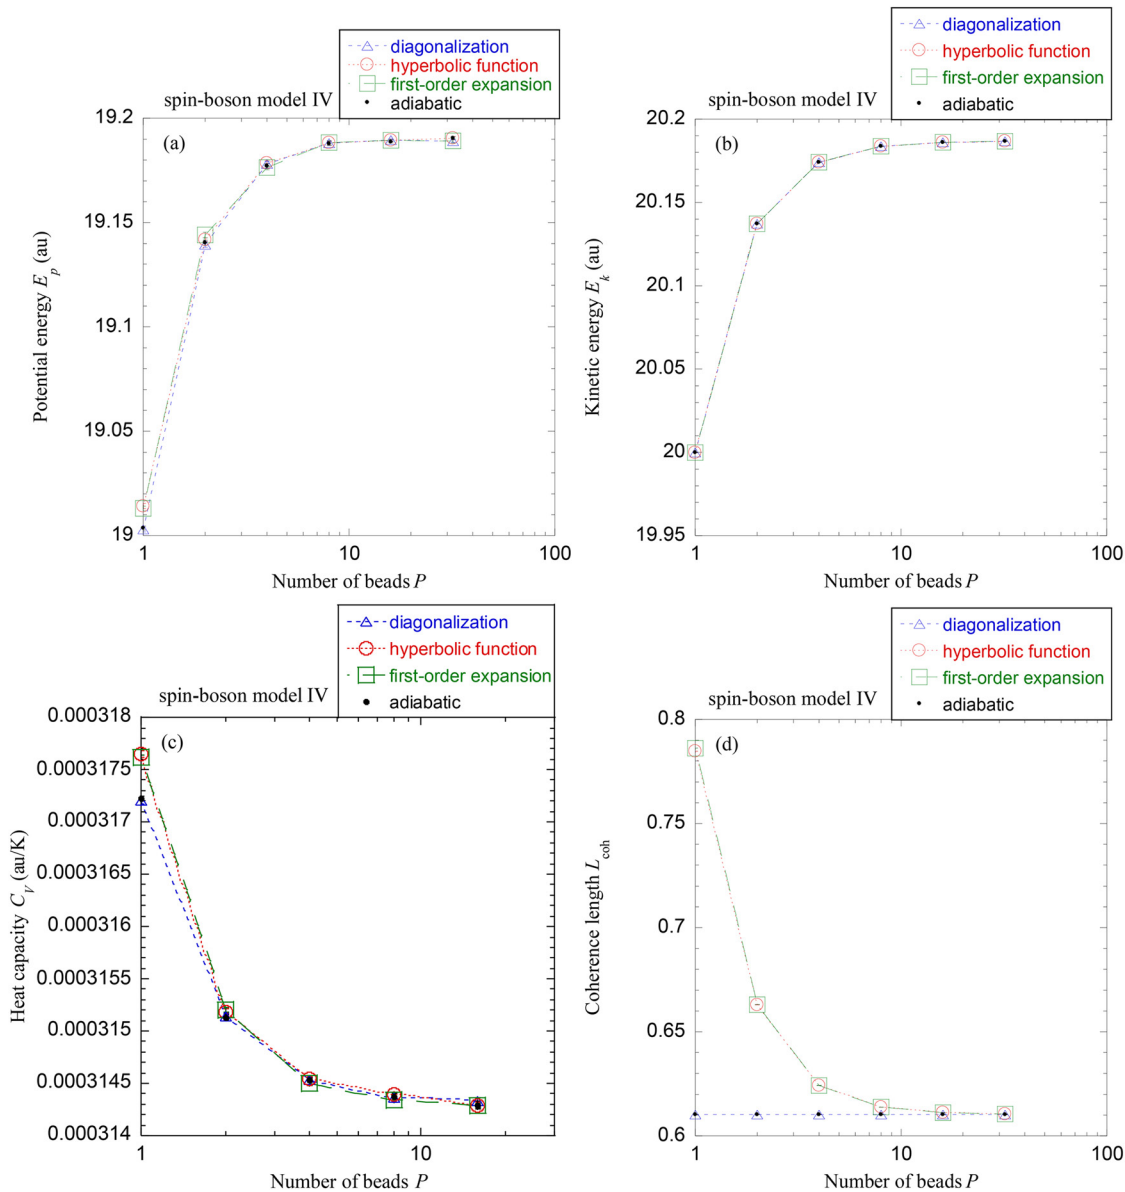 diagonalization
hyperbolic function
first-order expansion
adiabatic
spin-boson model IV
(a)
19.2
19.15
19.1
19.05
19
Potential energy E_p (au)
1
10
100
Number of beads P
diagonalization
hyperbolic function
first-order expansion
adiabatic
spin-boson model IV
(b)
20.2
20.15
20.1
20.05
20
19.95
Kinetic energy E_k (au)
1
10
100
Number of beads P
diagonalization
hyperbolic function
first-order expansion
adiabatic
spin-boson model IV
(c)
0.000318
0.0003175
0.000317
0.0003165
0.000316
0.0003155
0.000315
0.0003145
0.000314
Heat capacity C_V (au/K)
1
10
Number of beads P
diagonalization
hyperbolic function
first-order expansion
adiabatic
spin-boson model IV
(d)
0.8
0.75
0.7
0.65
0.6
Coherence length L_coh
1
10
100
Number of beads P